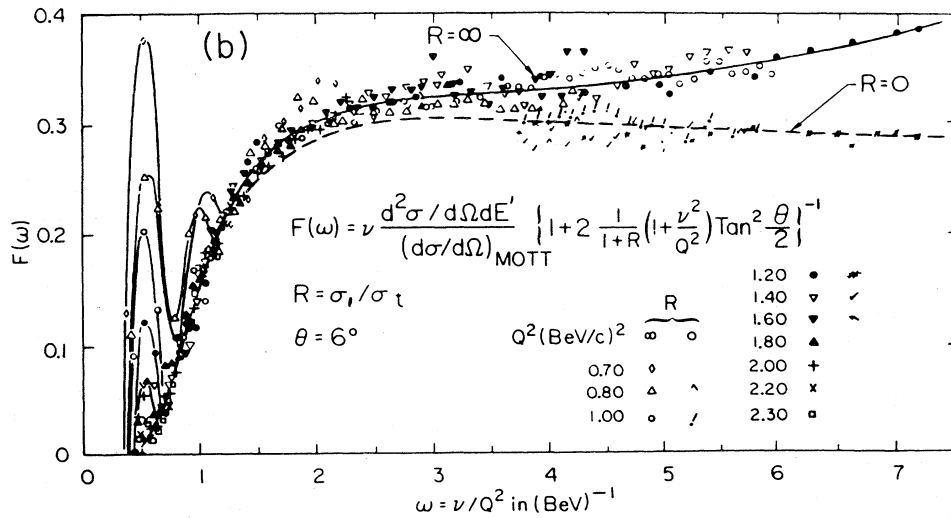 (b)
R=∞
R=0
0.4
0.3
0.2
0.1
0
F(ω)
F(ω) = ν d²σ/dΩdE' / (dσ/dΩ)MOTT {1+2 1/(1+R) (1+ν²/Q²) Tan² θ/2}⁻¹
R = σₗ/σₜ
θ = 6°
R
Q²(BeV/c)² ∞ 0
0.70
0.80
1.00
1.20
1.40
1.60
1.80
2.00
2.20
2.30
0 1 2 3 4 5 6 7
ω = ν/Q² in (BeV)⁻¹